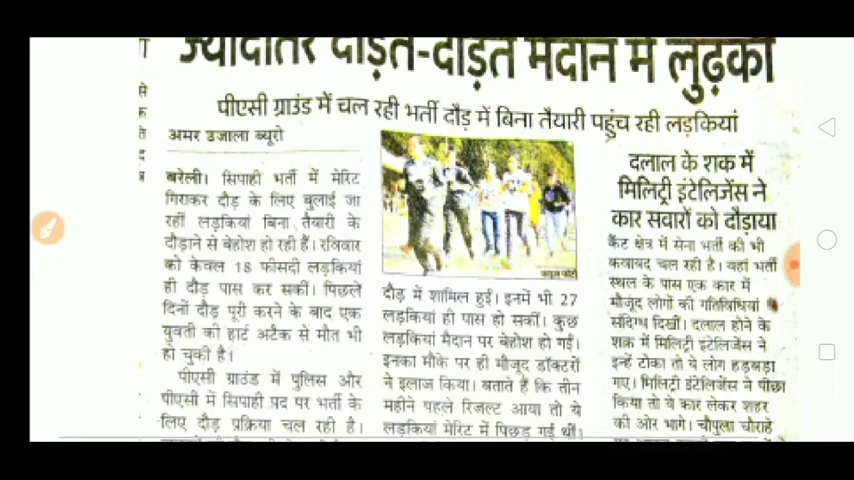 ज्यादातर दौड़ते-दौड़ते मैदान में लुढ़कीं
पीएसी ग्राउंड में चल रही भर्ती दौड़ में बिना तैयारी पहुंच रही लड़कियां
अमर उजाला ब्यूरो
बरेली। सिपाही भर्ती में मेरिट
गिराकर दौड़ के लिए बुलाई जा
रहीं लड़कियां बिना तैयारी के
दौड़ाने से बेहोश हो रही हैं। रविवार
को केवल 18 फीसदी लड़कियां
ही दौड़ पास कर सकीं। पिछले
दिनों दौड़ पूरी करने के बाद एक
युवती की हार्ट अटैक से मौत भी
हो चुकी है।
पीएसी ग्राउंड में पुलिस और
पीएसी में सिपाही पद पर भर्ती के
लिए दौड़ प्रक्रिया चल रही है।
फाइल फोटो
दौड़ में शामिल हुईं। इनमें भी 27
लड़कियां ही पास हो सकीं। कुछ
लड़कियां मैदान पर बेहोश हो गईं।
इनका मौके पर ही मौजूद डॉक्टरों
ने इलाज किया। बताते हैं कि तीन
महीने पहले रिजल्ट आया तो ये
लड़कियां मेरिट में पिछड़ गई थीं।
दलाल के शक में
मिलिट्री इंटेलिजेंस ने
कार सवारों को दौड़ाया
कैंट क्षेत्र में सेना भर्ती की भी
कवायद चल रही है। यहां भर्ती
स्थल के पास एक कार में
मौजूद लोगों की गतिविधियां
संदिग्ध दिखीं। दलाल होने के
शक में मिलिट्री इंटेलिजेंस ने
इन्हें टोका तो ये लोग हड़बड़ा
गए। मिलिट्री इंटेलिजेंस ने पीछा
किया तो ये कार लेकर शहर
की ओर भागे। चौपुला चौराहे